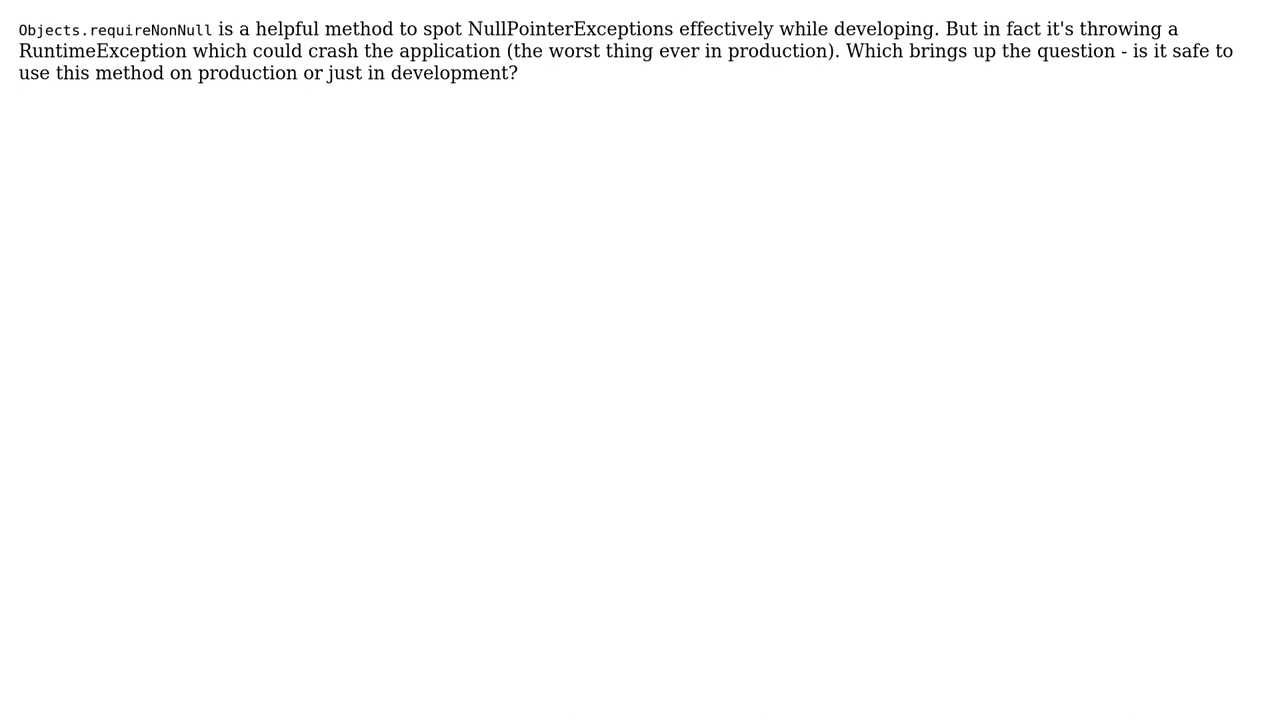 Objects.requireNonNull is a helpful method to spot NullPointerExceptions effectively while developing. But in fact it's throwing a
RuntimeException which could crash the application (the worst thing ever in production). Which brings up the question - is it safe to
use this method on production or just in development?